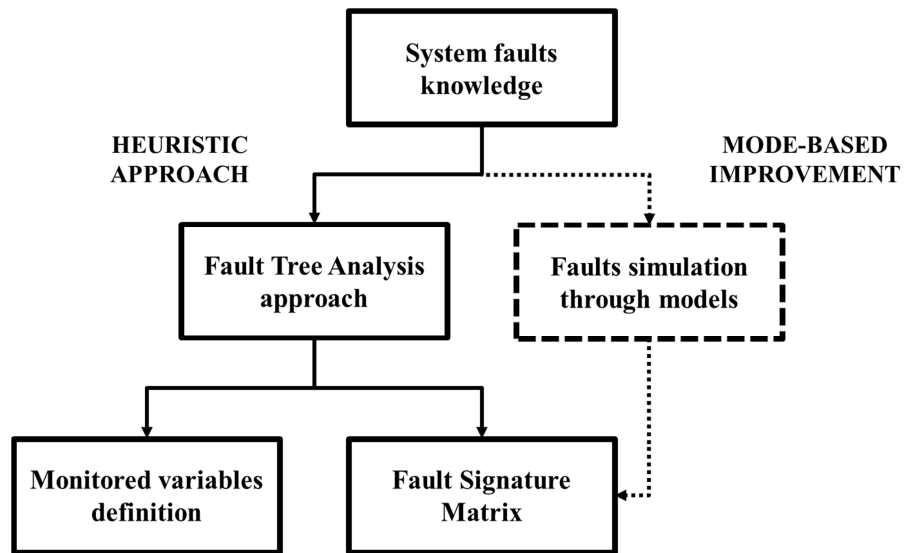 System faults
knowledge
HEURISTIC
APPROACH
MODE-BASED
IMPROVEMENT
Fault Tree Analysis
approach
Faults simulation
through models
Monitored variables
definition
Fault Signature
Matrix